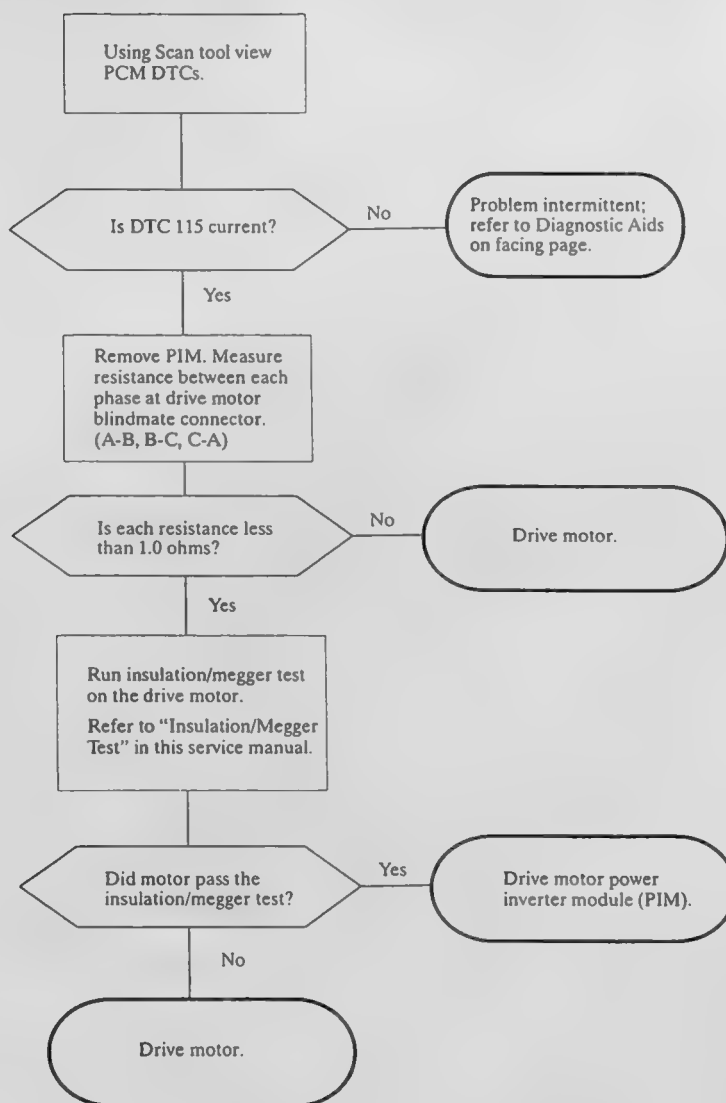 Using Scan tool view
PCM DTCs.
Is DTC 115 current?
No
Problem intermittent;
refer to Diagnostic Aids
on facing page.
Yes
Remove PIM. Measure
resistance between each
phase at drive motor
blindmate connector.
(A-B, B-C, C-A)
Is each resistance less
than 1.0 ohms?
No
Drive motor.
Yes
Run insulation/megger test
on the drive motor.
Refer to “Insulation/Megger
Test” in this service manual.
Did motor pass the
insulation/megger test?
Yes
Drive motor power
inverter module (PIM).
No
Drive motor.